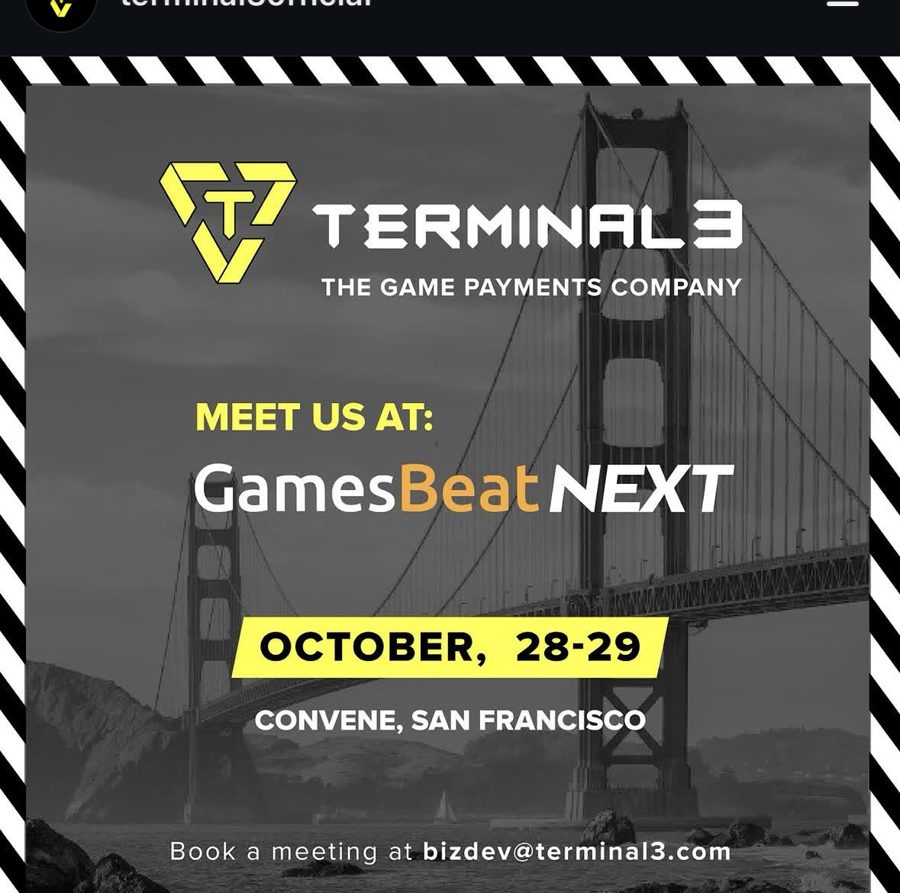 terminal3official
T
TERMINAL3
THE GAME PAYMENTS COMPANY
MEET US AT:
GamesBeat NEXT
OCTOBER, 28-29
CONVENE, SAN FRANCISCO
Book a meeting at bizdev@terminal3.com